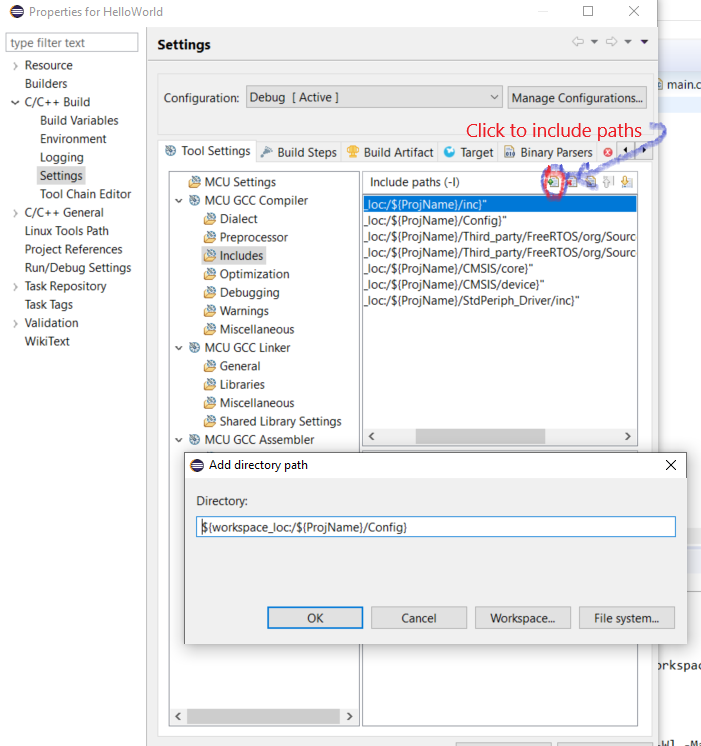 Properties for HelloWorld
type filter text
Resource
Builders
C/C++ Build
Build Variables
Environment
Logging
Settings
Tool Chain Editor
C/C++ General
Linux Tools Path
Project References
Run/Debug Settings
Task Repository
Task Tags
Validation
WikiText
Settings
Configuration: Debug [ Active ] Manage Configurations...
Click to include paths
Tool Settings Build Steps Build Artifact Target Binary Parsers
MCU Settings
MCU GCC Compiler
Dialect
Preprocessor
Includes
Optimization
Debugging
Warnings
Miscellaneous
MCU GCC Linker
General
Libraries
Miscellaneous
Shared Library Settings
MCU GCC Assembler
Include paths (-I)
_loc:/${ProjName}/inc}"
_loc:/${ProjName}/Config}"
_loc:/${ProjName}/Third_party/FreeRTOS/org/Sourc
_loc:/${ProjName}/Third_party/FreeRTOS/org/Sourc
_loc:/${ProjName}/CMSIS/core}"
_loc:/${ProjName}/CMSIS/device}"
_loc:/${ProjName}/StdPeriph_Driver/inc}"
Add directory path
Directory:
${workspace_loc:/${ProjName}/Config}
OK Cancel Workspace... File system...
main.c
orkspac
-Wl -Ma